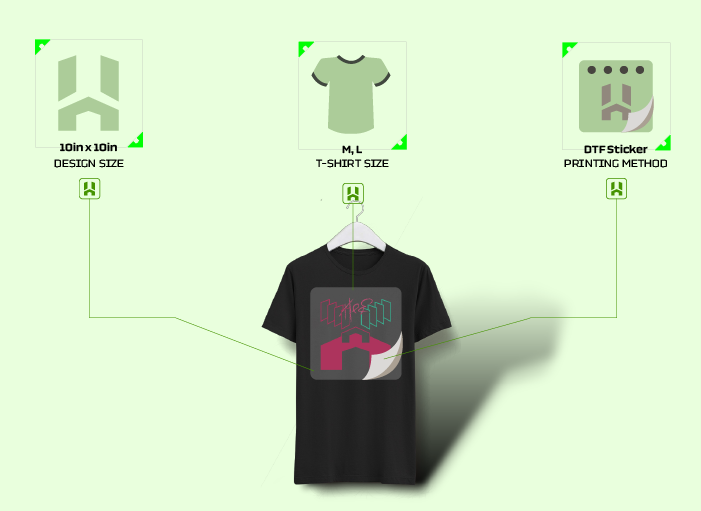 10in x 10in
DESIGN SIZE
M, L
T-SHIRT SIZE
DTF Sticker
PRINTING METHOD